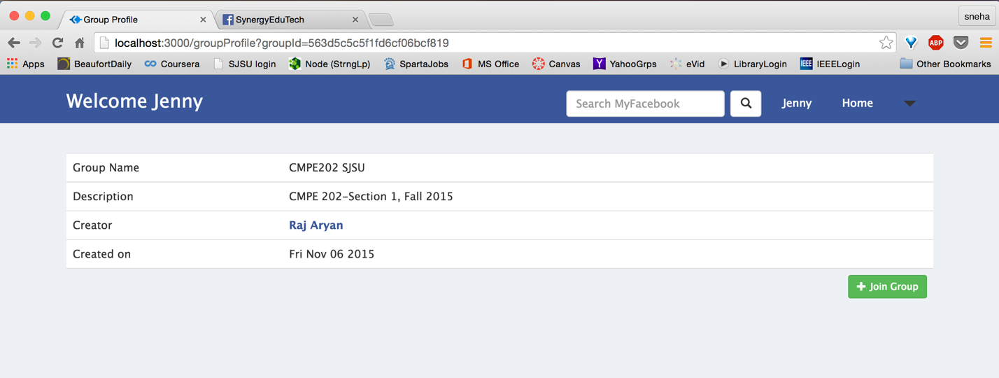 Group Profile SynergyEduTech sneha
localhost:3000/groupProfile?groupId=563d5c5c5f1fd6cf06bcf819 ABP
Apps BeaufortDaily Coursera SJSU login Node (StrngLp) SpartaJobs MS Office Canvas YahooGrps eVid LibraryLogin IEEE IEEELogin Other Bookmarks
Welcome Jenny Search MyFacebook Jenny Home
Group Name CMPE202 SJSU
Description CMPE 202-Section 1, Fall 2015
Creator Raj Aryan
Created on Fri Nov 06 2015
Join Group